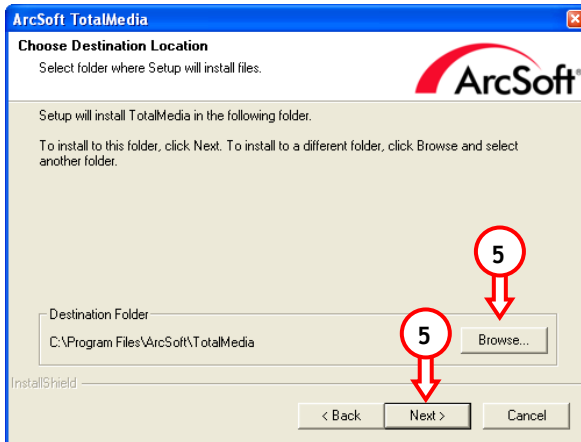 ArcSoft TotalMedia
Choose Destination Location
Select folder where Setup will install files.
ArcSoft®
Setup will install TotalMedia in the following folder.
To install to this folder, click Next. To install to a different folder, click Browse and select
another folder.
5
Destination Folder
C:\Program Files\ArcSoft\TotalMedia
5
Browse...
InstallShield
< Back
Next >
Cancel